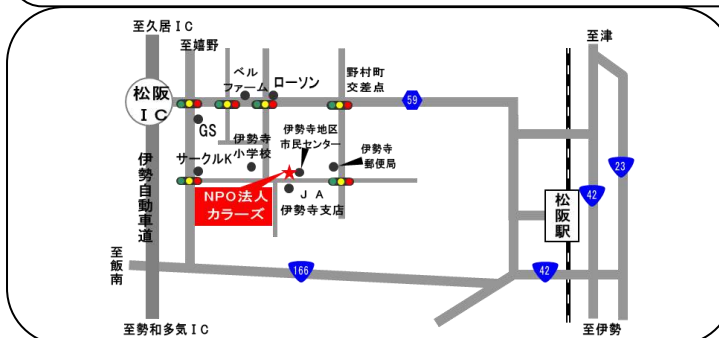 至久居IC
至嬉野
至津
ベル
ファーム
ローソン
野村町
交差点
松阪
IC
59
GS
伊勢寺
小学校
伊勢寺地区
市民センター
伊勢寺
郵便局
サークルK
23
42
伊勢自動車道
NPO法人
カラーズ
JA
伊勢寺支店
松阪駅
至飯南
166
42
至勢和多気IC
至伊勢